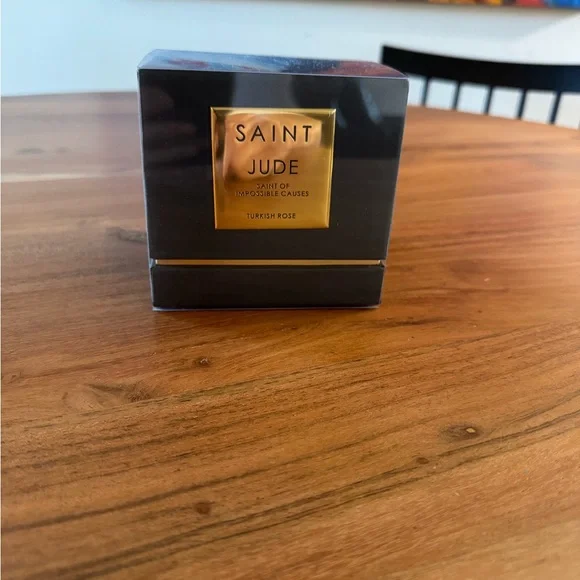 SAINT
JUDE
SAINT OF
IMPOSSIBLE CAUSES
TURKISH ROSE